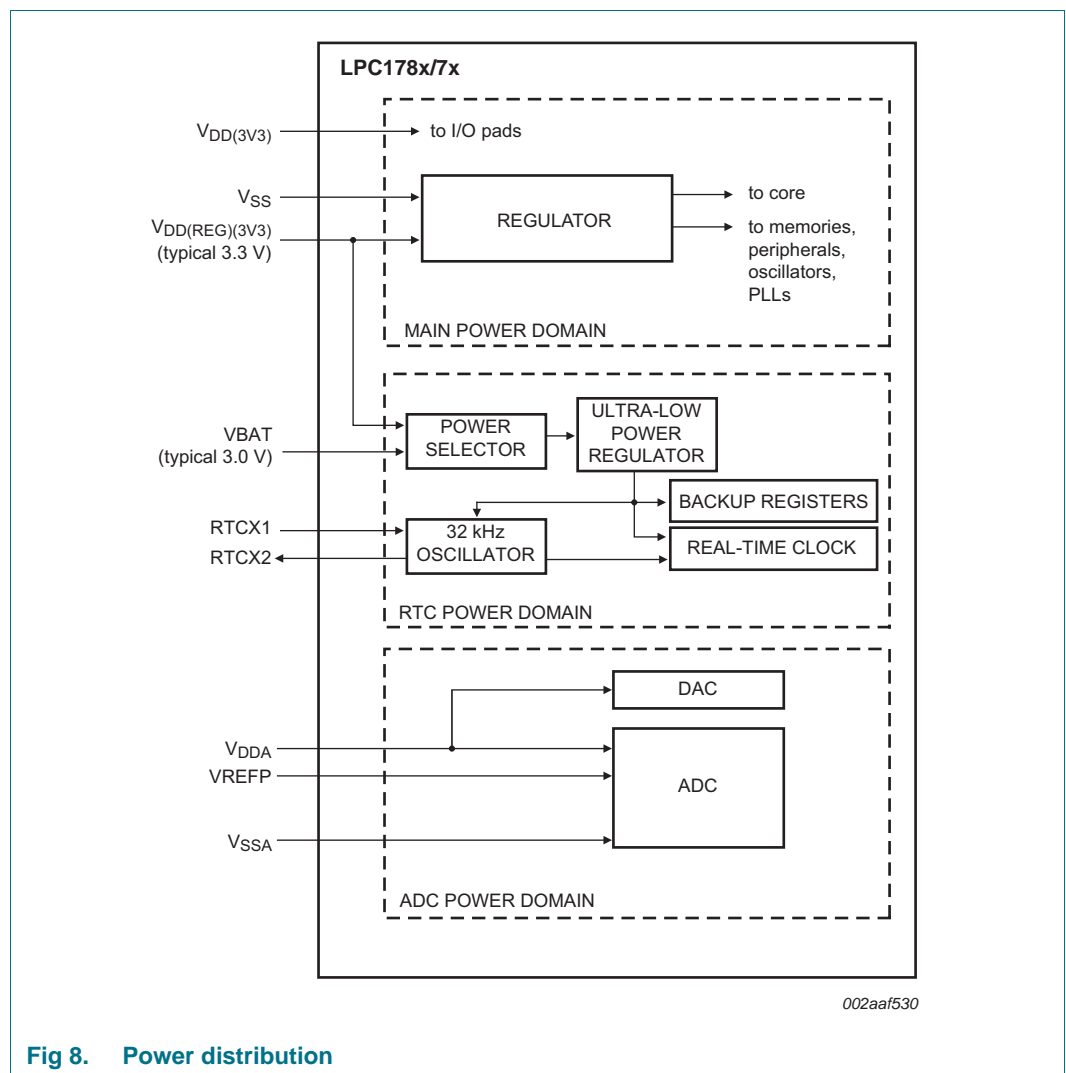 LPC178x/7x
VDD(3V3)
to I/O pads
VSS
REGULATOR
to core
VDD(REG)(3V3)
(typical 3.3 V)
to memories,
peripherals,
oscillators,
PLLs
MAIN POWER DOMAIN
VBAT
(typical 3.0 V)
POWER
SELECTOR
ULTRA-LOW
POWER
REGULATOR
BACKUP REGISTERS
RTCX1
RTCX2
32 kHz
OSCILLATOR
REAL-TIME CLOCK
RTC POWER DOMAIN
DAC
VDDA
VREFP
ADC
VSSA
ADC POWER DOMAIN
002aaf530
Fig 8. Power distribution